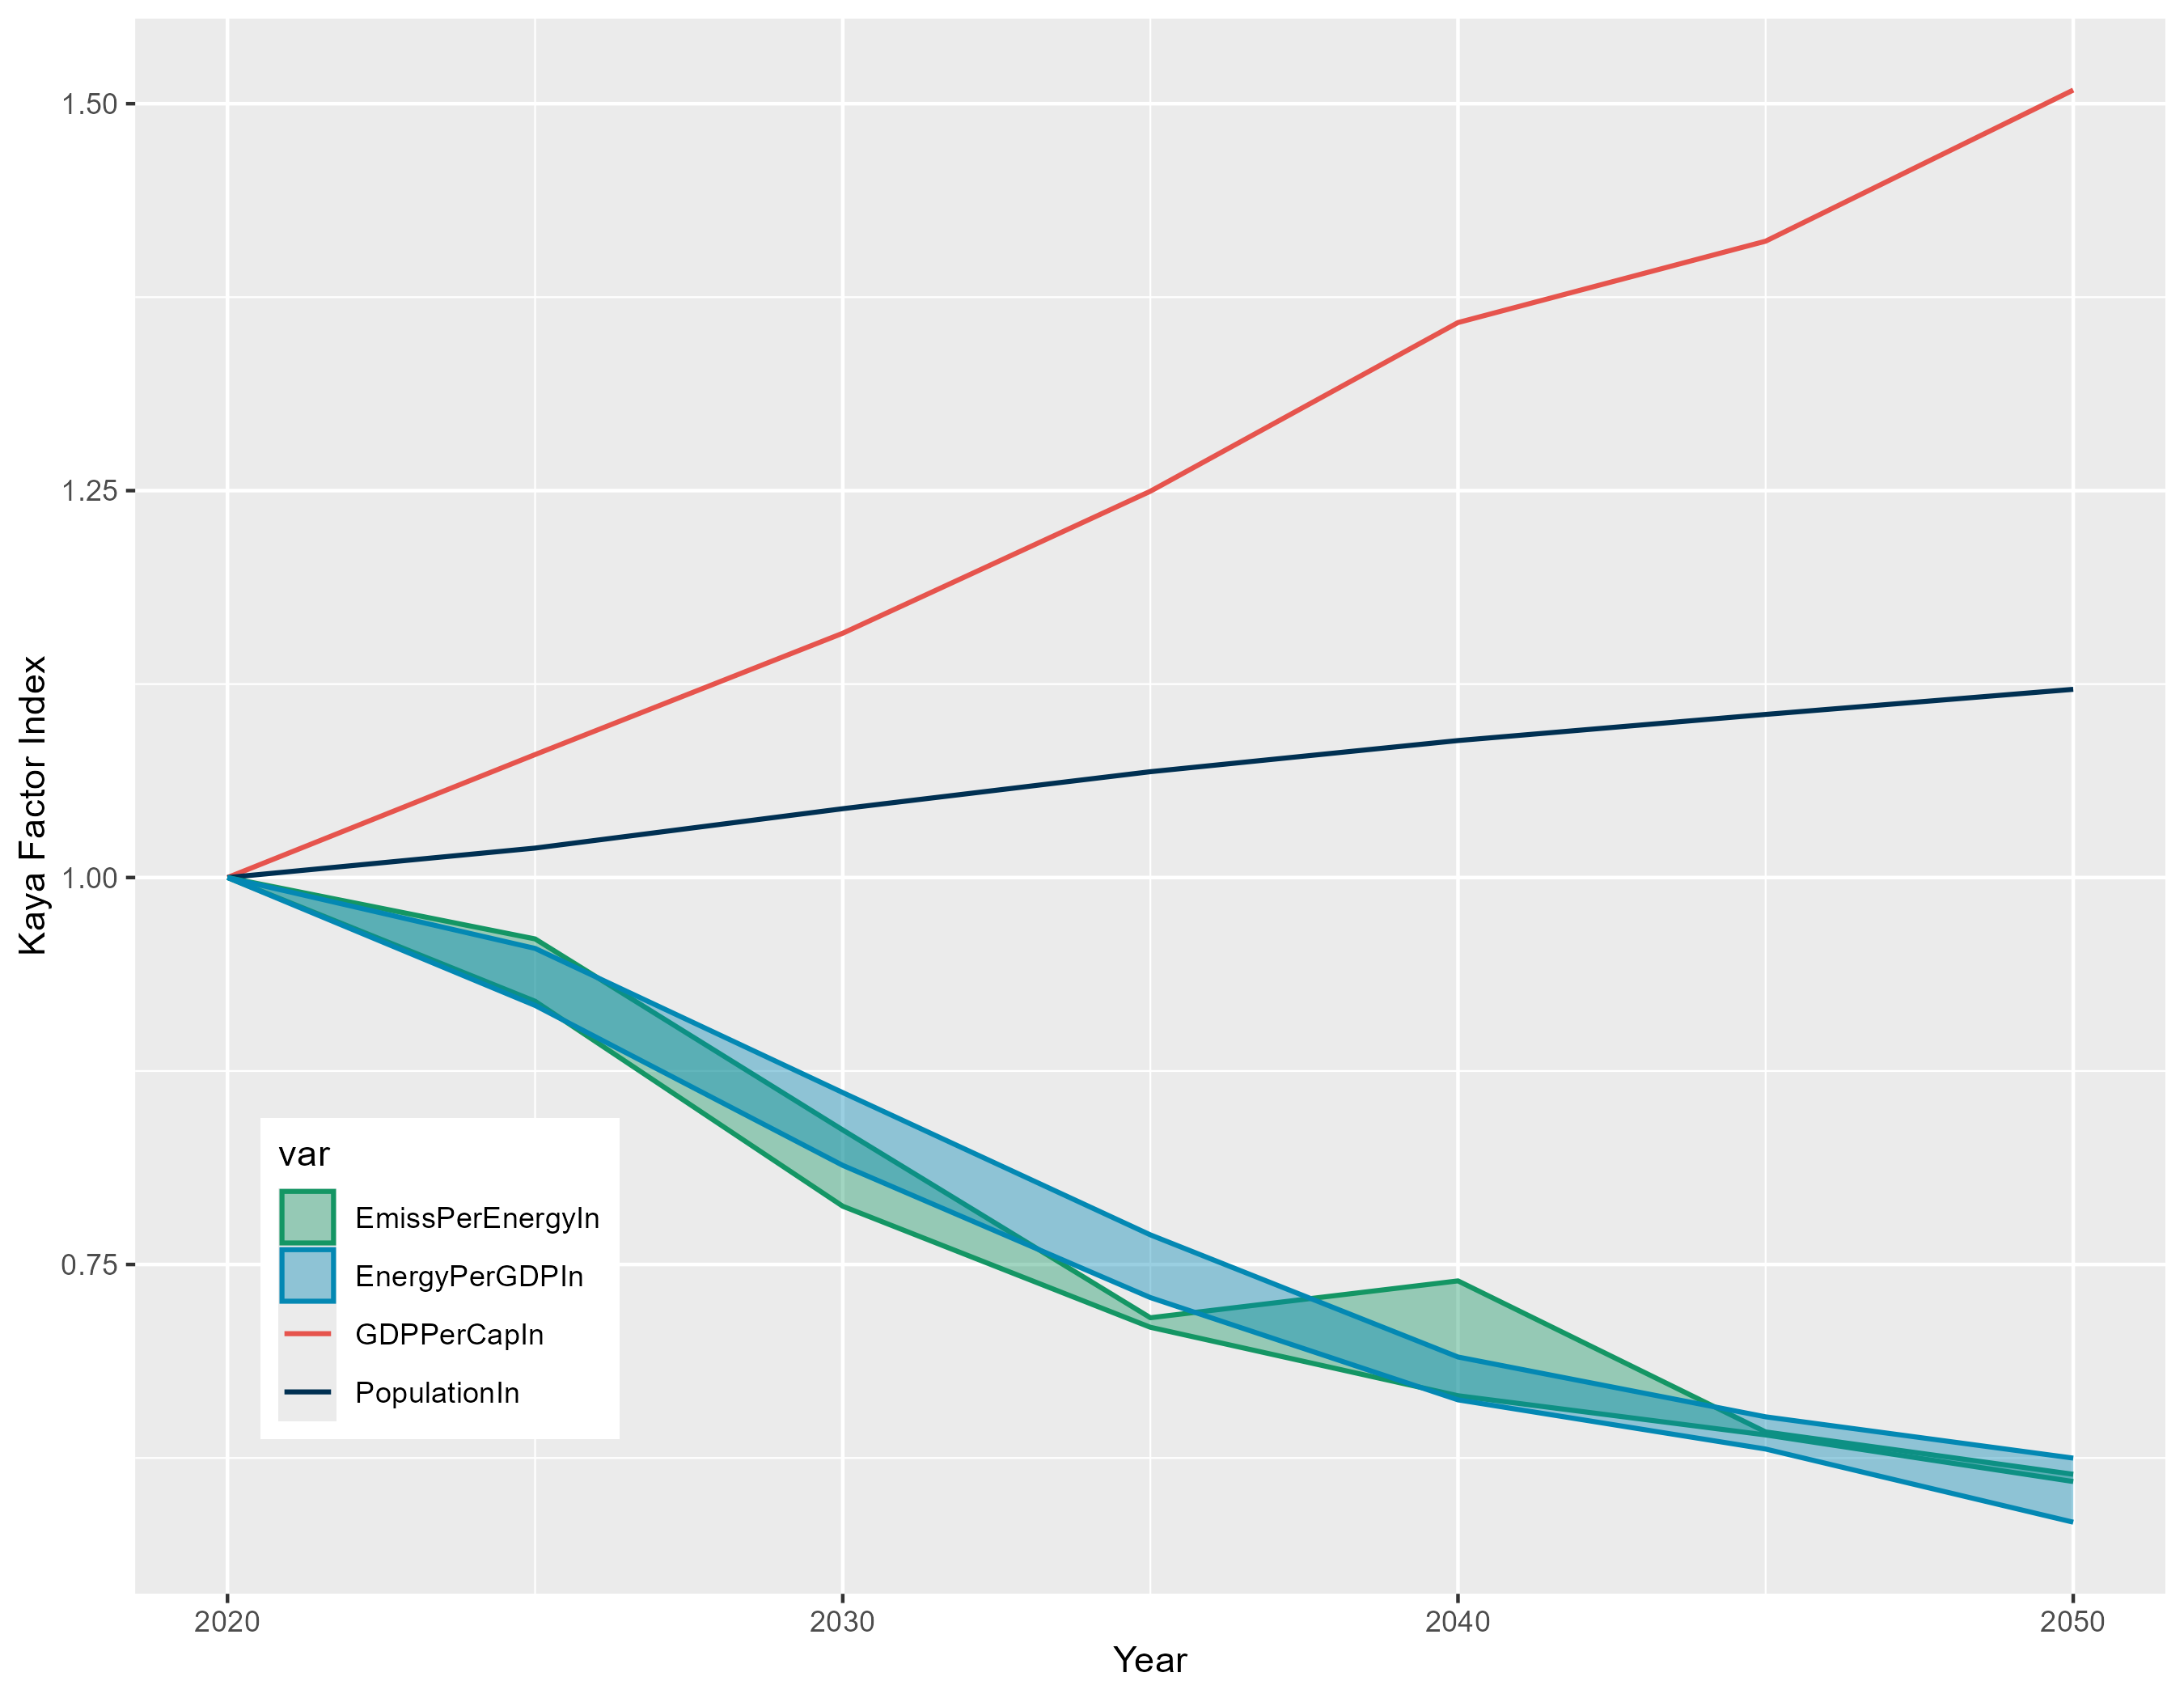 Kaya Factor Index
1.50
1.25
1.00
0.75
var
EmissPerEnergyIn
EnergyPerGDPIn
GDPPerCapIn
PopulationIn
2020 2030 2040 2050
Year